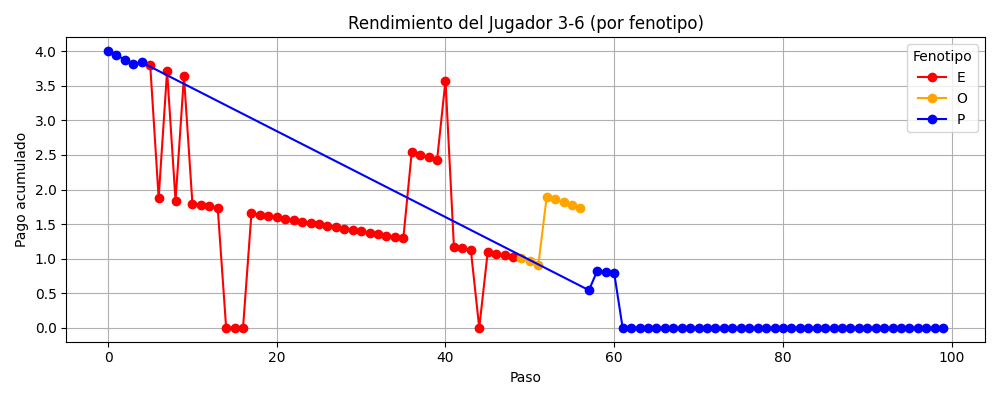 Rendimiento del Jugador 3-6 (por fenotipo)
Pago acumulado
4.0
3.5
3.0
2.5
2.0
1.5
1.0
0.5
0.0
Fenotipo
E
O
P
0 20 40 60 80 100
Paso